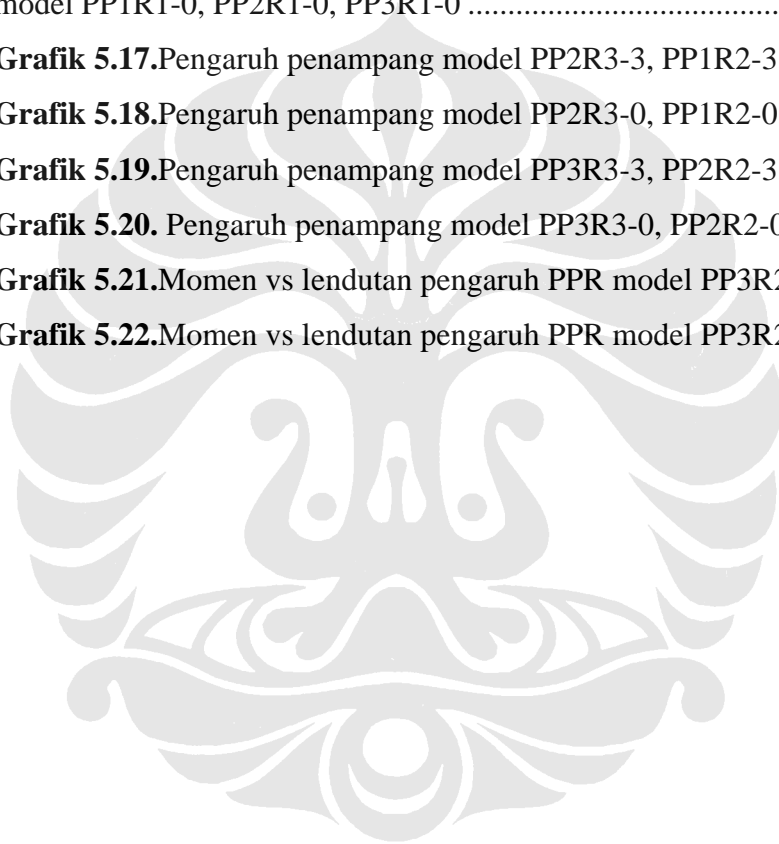 model PP1R1-0, PP2R1-0, PP3R1-0 ........................................
Grafik 5.17.Pengaruh penampang model PP2R3-3, PP1R2-3
Grafik 5.18.Pengaruh penampang model PP2R3-0, PP1R2-0
Grafik 5.19.Pengaruh penampang model PP3R3-3, PP2R2-3
Grafik 5.20. Pengaruh penampang model PP3R3-0, PP2R2-0
Grafik 5.21.Momen vs lendutan pengaruh PPR model PP3R2
Grafik 5.22.Momen vs lendutan pengaruh PPR model PP3R2